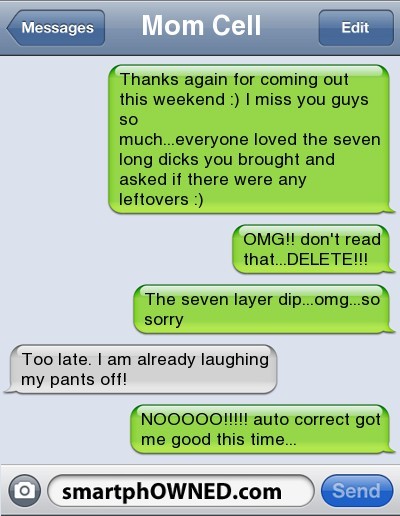 Messages
Mom Cell
Edit
Thanks again for coming out
this weekend :) I miss you guys
so
much...everyone loved the seven
long dicks you brought and
asked if there were any
leftovers :)
OMG!! don't read
that...DELETE!!!
The seven layer dip...omg...so
sorry
Too late. I am already laughing
my pants off!
NOOOOO!!!!! auto correct got
me good this time...
smartphOWNED.com
Send